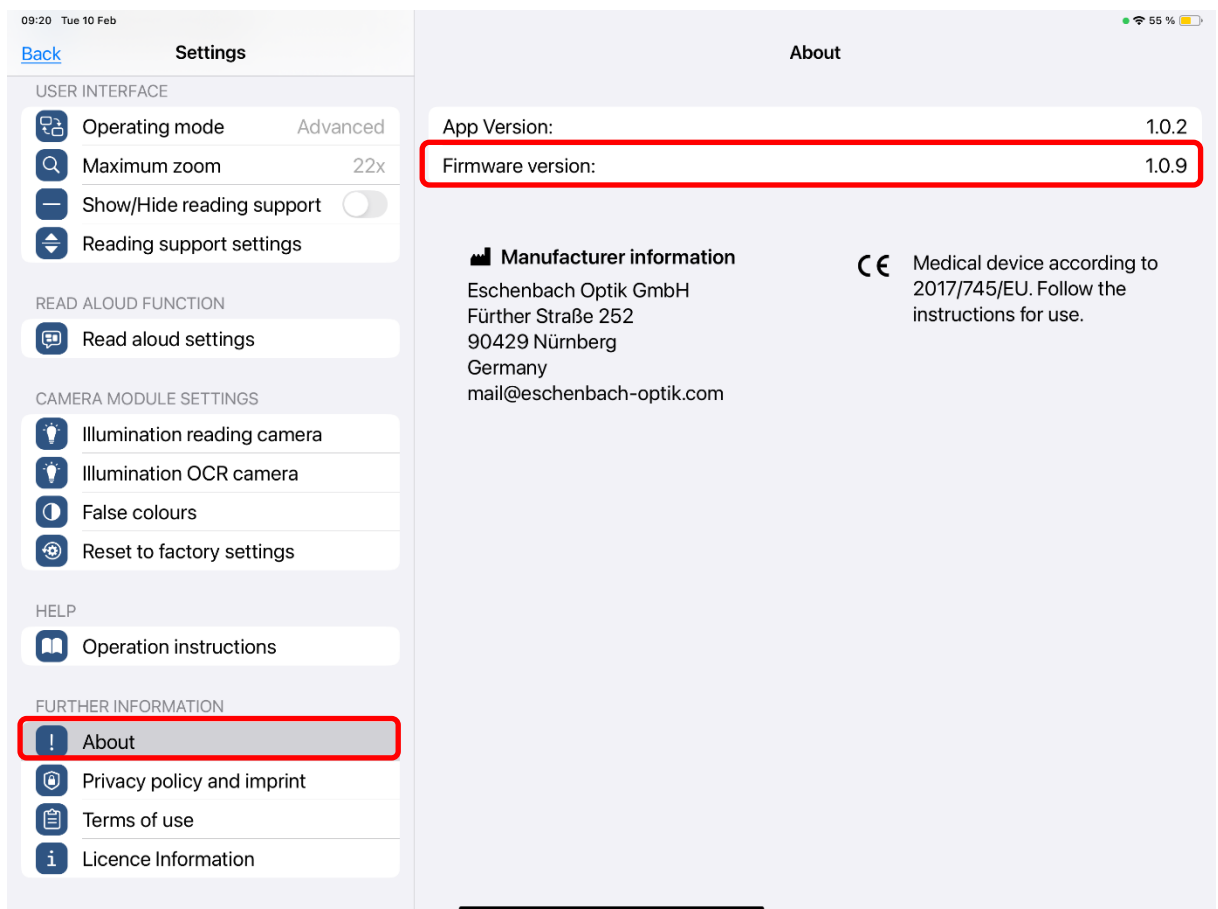 09:20 Tue 10 Feb
55 %
Back
Settings
About
USER INTERFACE
Operating mode Advanced
Maximum zoom 22x
Show/Hide reading support
Reading support settings
READ ALOUD FUNCTION
Read aloud settings
CAMERA MODULE SETTINGS
Illumination reading camera
Illumination OCR camera
False colours
Reset to factory settings
HELP
Operation instructions
FURTHER INFORMATION
About
Privacy policy and imprint
Terms of use
Licence Information
App Version: 1.0.2
Firmware version: 1.0.9
Manufacturer information
Eschenbach Optik GmbH
Fürther Straße 252
90429 Nürnberg
Germany
mail@eschenbach-optik.com
CE
Medical device according to
2017/745/EU. Follow the
instructions for use.